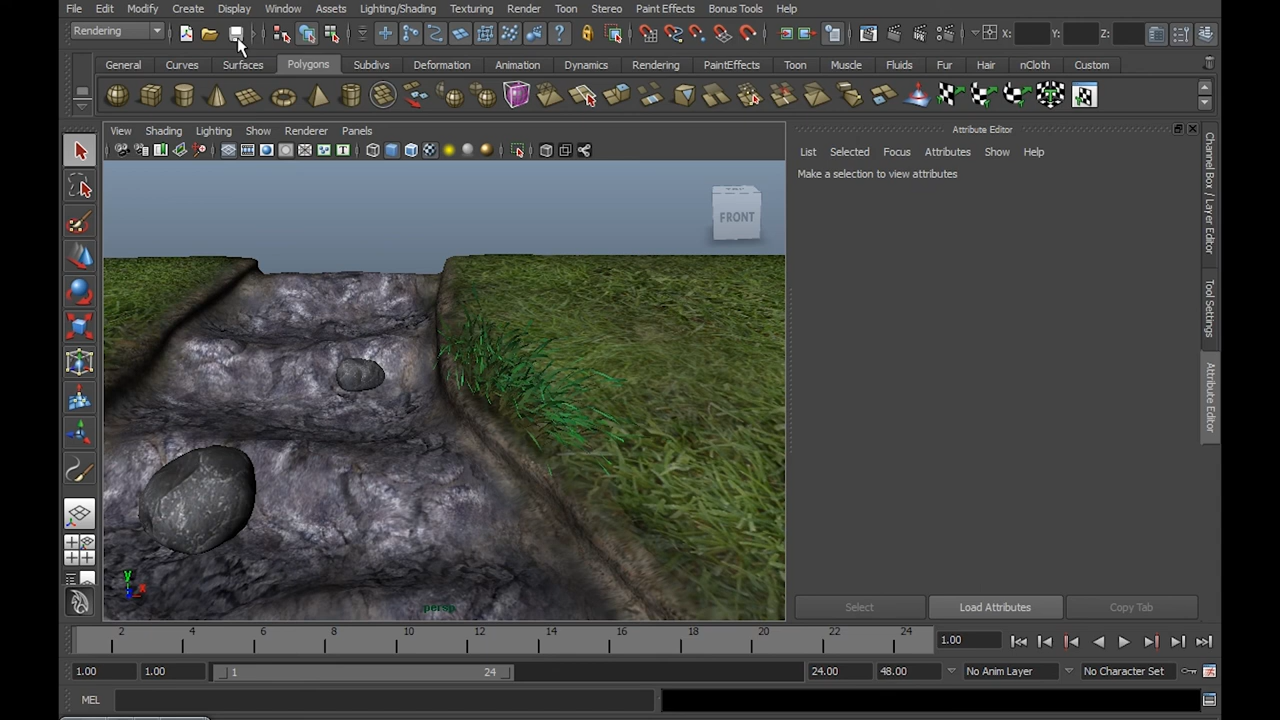 File Edit Modify Create Display Window Assets Lighting/Shading Texturing Render Toon Stereo Paint Effects Bonus Tools Help
Rendering X: Y: Z:
General Curves Surfaces Polygons Subdivs Deformation Animation Dynamics Rendering PaintEffects Toon Muscle Fluids Fur Hair nCloth Custom
View Shading Lighting Show Renderer Panels
Attribute Editor
List Selected Focus Attributes Show Help
Make a selection to view attributes
FRONT
Channel Box / Layer Editor
Tool Settings
Attribute Editor
y
x
persp
Select Load Attributes Copy Tab
2 4 6 8 10 12 14 16 18 20 22 24 1.00
1.00 1.00 1 24 24.00 48.00 No Anim Layer No Character Set
MEL